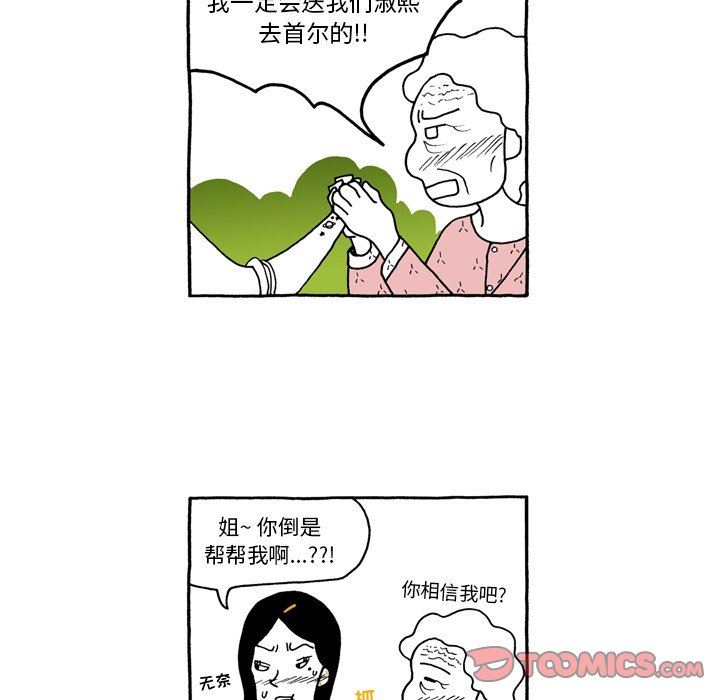 我一定会送我们淑熙
去首尔的!!
姐~ 你倒是
帮帮我啊...??!
你相信我吧?
无奈
抓
TOOMICS.COM